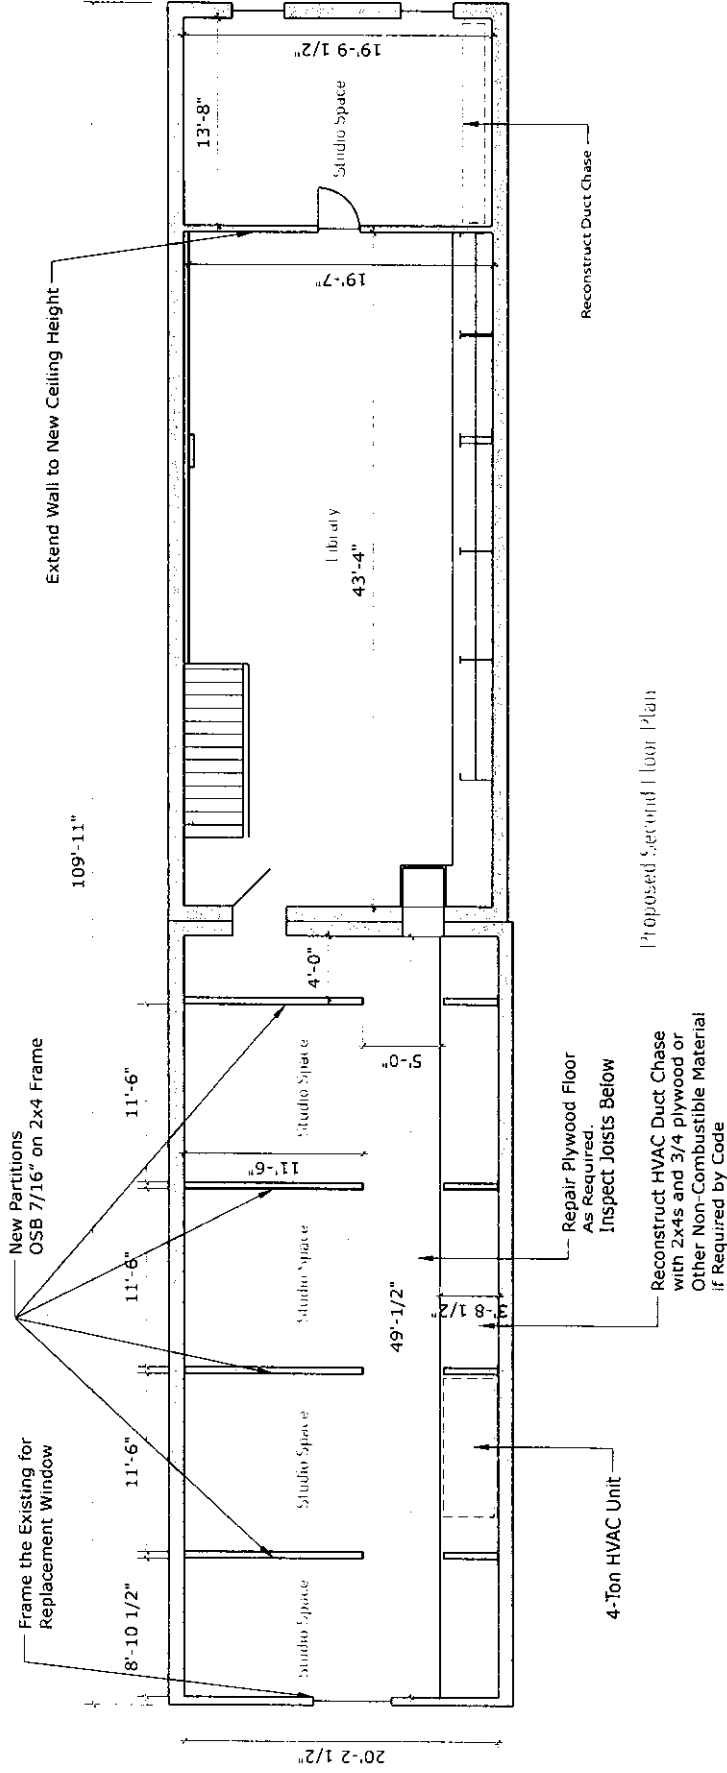 Frame the Existing for
Replacement Window
New Partitions
OSB 7/16" on 2x4 Frame
Extend Wall to New Ceiling Height
109'-11"
8'-10 1/2"
11'-6"
11'-6"
11'-6"
4'-0"
13'-8"
20'-2 1/2"
Studio Space
Studio Space
Studio Space
Studio Space
11'-6"
5'-0"
49'-1/2"
3'-8 1/2"
Library
43'-4"
19'-7"
Studio Space
19'-9 1/2"
4-Ton HVAC Unit
Repair Plywood Floor
As Required.
Inspect Joists Below
Reconstruct HVAC Duct Chase
with 2x4s and 3/4 plywood or
Other Non-Combustible Material
if Required by Code
Reconstruct Duct Chase
Proposed Second Floor Plan